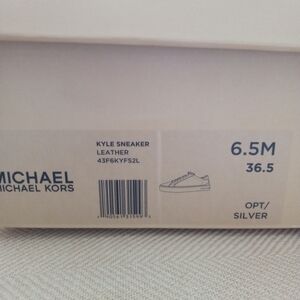 KYLE SNEAKER
LEATHER
43F6KYFS2L
MICHAEL
MICHAEL KORS
6.5M
36.5
OPT/
SILVER